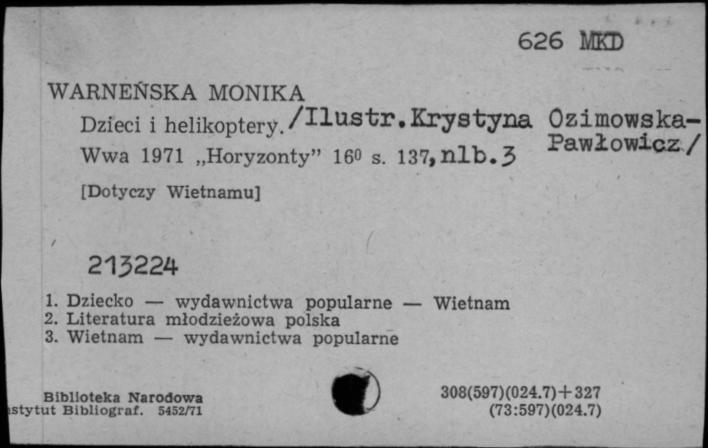 626 MKD
WARNEŃSKA MONIKA
Dzieci i helikoptery. /Ilustr.Krystyna Ozimowska-
Pawłowicz/
Wwa 1971 „Horyzonty” 16⁰ s. 137,nlb.3
[Dotyczy Wietnamu]
213224
1. Dziecko — wydawnictwa popularne — Wietnam
2. Literatura młodzieżowa polska
3. Wietnam — wydawnictwa popularne
Biblioteka Narodowa 308(597)(024.7)+327
stytut Bibliograf. 5452/71 (73:597)(024.7)